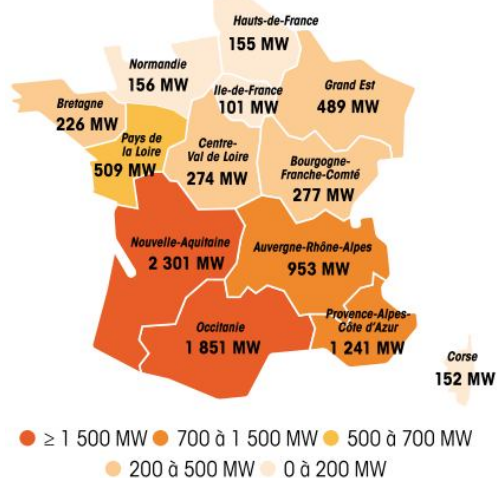 Hauts-de-France
155 MW
Normandie
156 MW
Ile-de-France
101 MW
Grand Est
489 MW
Bretagne
226 MW
Pays de
la Loire
509 MW
Centre-
Val de Loire
274 MW
Bourgogne-
Franche-Comté
277 MW
Nouvelle-Aquitaine
2 301 MW
Auvergne-Rhône-Alpes
953 MW
Occitanie
1 851 MW
Provence-Alpes-
Côte d'Azur
1 241 MW
Corse
152 MW
≥ 1 500 MW 700 à 1 500 MW 500 à 700 MW
200 à 500 MW 0 à 200 MW